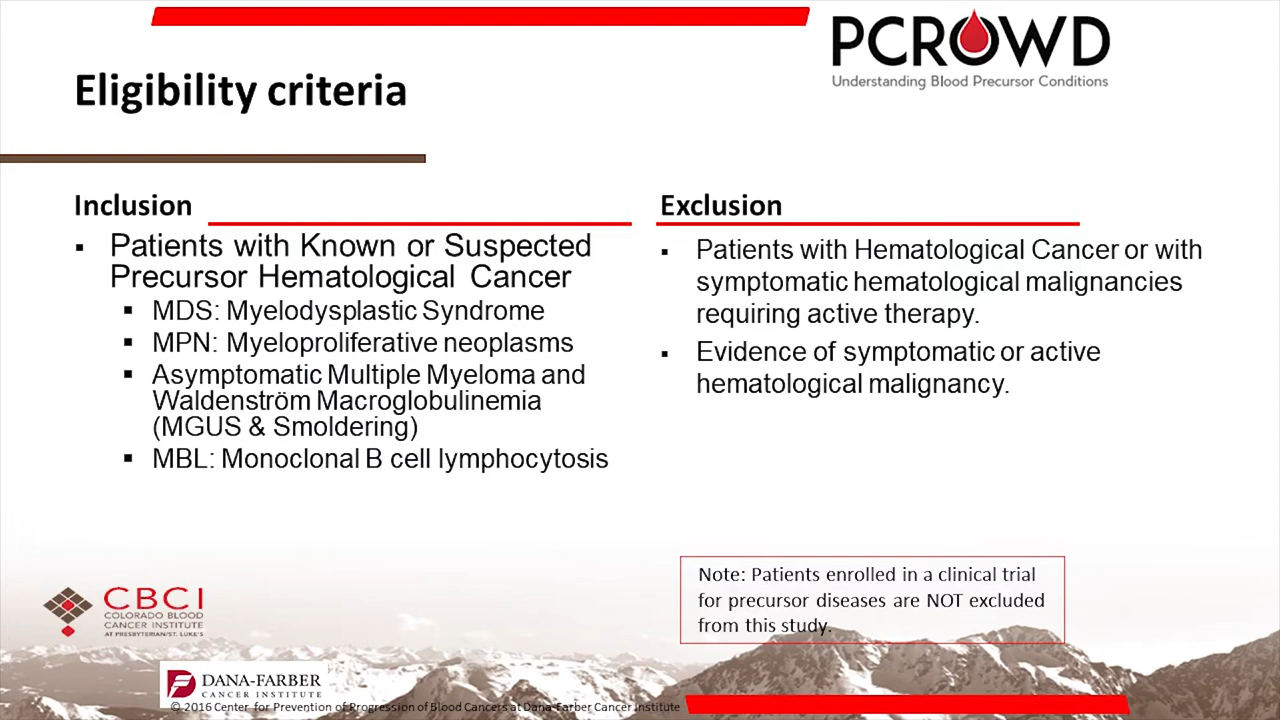 PCROWD
Understanding Blood Precursor Conditions
Eligibility criteria
Inclusion
▪ Patients with Known or Suspected
Precursor Hematological Cancer
▪ MDS: Myelodysplastic Syndrome
▪ MPN: Myeloproliferative neoplasms
▪ Asymptomatic Multiple Myeloma and
Waldenström Macroglobulinemia
(MGUS & Smoldering)
▪ MBL: Monoclonal B cell lymphocytosis
Exclusion
▪ Patients with Hematological Cancer or with
symptomatic hematological malignancies
requiring active therapy.
▪ Evidence of symptomatic or active
hematological malignancy.
Note: Patients enrolled in a clinical trial
for precursor diseases are NOT excluded
from this study.
CBCI
COLORADO BLOOD
CANCER INSTITUTE
AT PRESBYTERIAN/ST. LUKE'S
DANA-FARBER
CANCER INSTITUTE
© 2016 Center for Prevention of Progression of Blood Cancers at Dana-Farber Cancer Institute